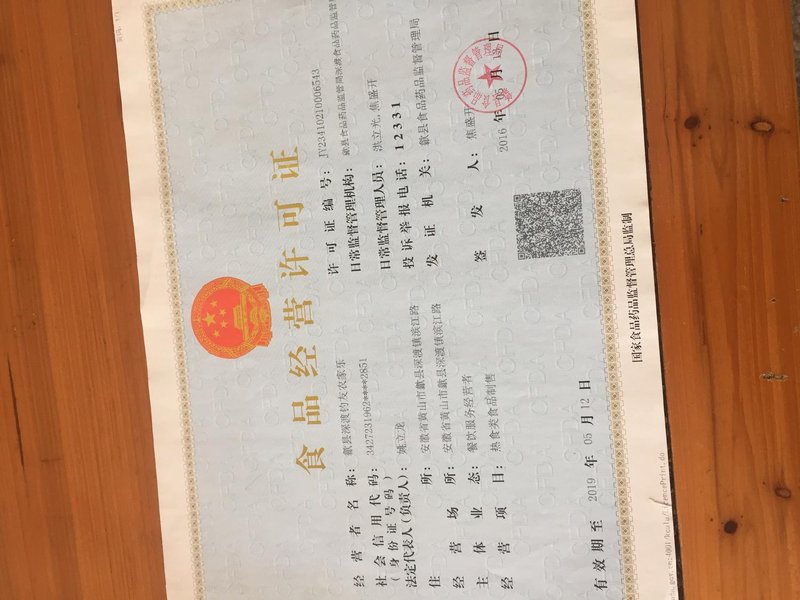 食品经营许可证
经营者名称: 歙县深渡钓友农家乐
社会信用代码: 3427231962****2851
(身份证号码)
法定代表人(负责人): 姚立龙
住所: 安徽省黄山市歙县深渡镇滨江路
经营场所: 安徽省黄山市歙县深渡镇滨江路
主体业态: 餐饮服务经营者
经营项目: 热食类食品制售
许可证编号: JY23410210006543
日常监督管理机构: 歙县食品药品监管局深渡食品药品监管所
日常监督管理人员: 洪立光,焦盛开
投诉举报电话: 12331
发证机关: 歙县食品药品监督管理局
签发人: 焦盛开
2016 年 05 月 13 日
有效期至 2019 年 05 月 12 日
国家食品药品监督管理总局监制